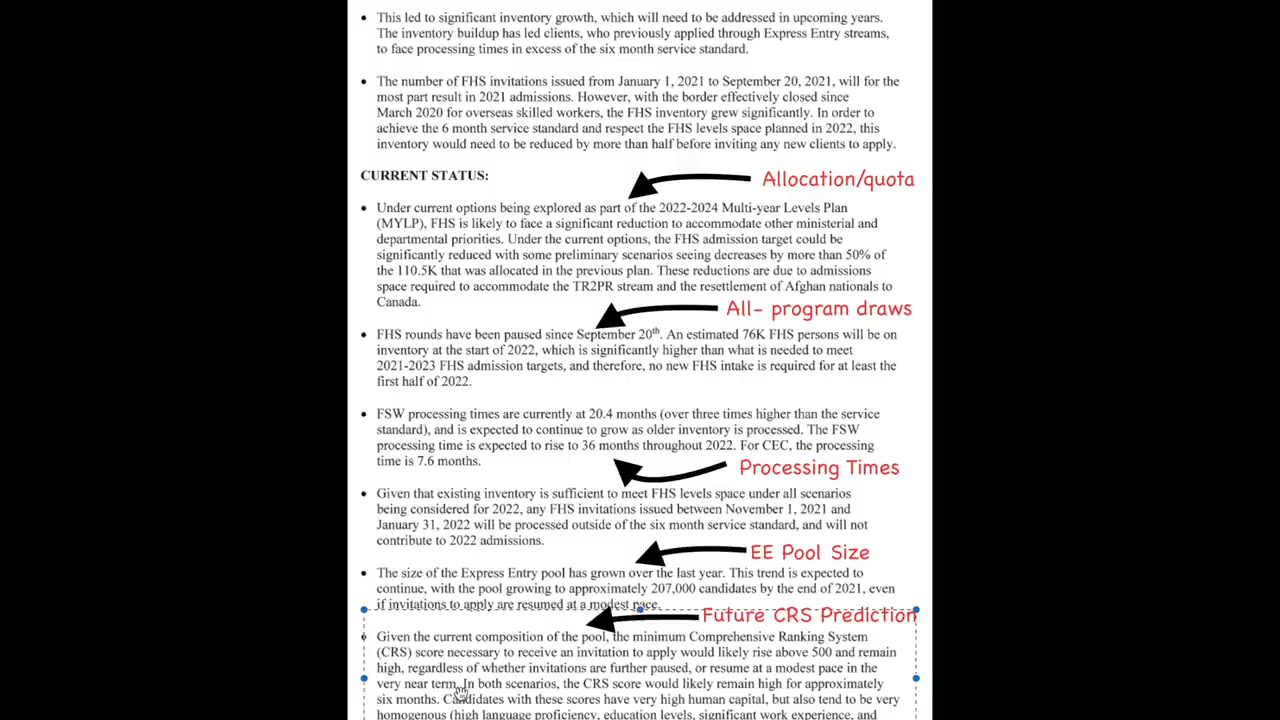 • This led to significant inventory growth, which will need to be addressed in upcoming years.
The inventory buildup has led clients, who previously applied through Express Entry streams,
to face processing times in excess of the six month service standard.
• The number of FHS invitations issued from January 1, 2021 to September 20, 2021, will for the
most part result in 2021 admissions. However, with the border effectively closed since
March 2020 for overseas skilled workers, the FHS inventory grew significantly. In order to
achieve the 6 month service standard and respect the FHS levels space planned in 2022, this
inventory would need to be reduced by more than half before inviting any new clients to apply.
CURRENT STATUS:
Allocation/quota
• Under current options being explored as part of the 2022-2024 Multi-year Levels Plan
(MYLP), FHS is likely to face a significant reduction to accommodate other ministerial and
departmental priorities. Under the current options, the FHS admission target could be
significantly reduced with some preliminary scenarios seeing decreases by more than 50% of
the 110.5K that was allocated in the previous plan. These reductions are due to admissions
space required to accommodate the TR2PR stream and the resettlement of Afghan nationals to
Canada.
All- program draws
• FHS rounds have been paused since September 20th. An estimated 76K FHS persons will be on
inventory at the start of 2022, which is significantly higher than what is needed to meet
2021-2023 FHS admission targets, and therefore, no new FHS intake is required for at least the
first half of 2022.
• FSW processing times are currently at 20.4 months (over three times higher than the service
standard), and is expected to continue to grow as older inventory is processed. The FSW
processing time is expected to rise to 36 months throughout 2022. For CEC, the processing
time is 7.6 months.
Processing Times
• Given that existing inventory is sufficient to meet FHS levels space under all scenarios
being considered for 2022, any FHS invitations issued between November 1, 2021 and
January 31, 2022 will be processed outside of the six month service standard, and will not
contribute to 2022 admissions.
EE Pool Size
• The size of the Express Entry pool has grown over the last year. This trend is expected to
continue, with the pool growing to approximately 207,000 candidates by the end of 2021, even
if invitations to apply are resumed at a modest pace.
Future CRS Prediction
• Given the current composition of the pool, the minimum Comprehensive Ranking System
(CRS) score necessary to receive an invitation to apply would likely rise above 500 and remain
high, regardless of whether invitations are further paused, or resume at a modest pace in the
very near term. In both scenarios, the CRS score would likely remain high for approximately
six months. Candidates with these scores have very high human capital, but also tend to be very
homogenous (high language proficiency, education levels, significant work experience, and